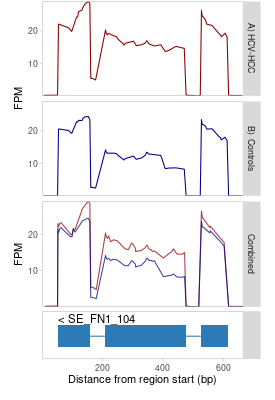 20
10
FPM
A) HCV-HCC
20
10
B) Controls
20
10
FPM
Combined
< SE_FN1_104
200 400 600
Distance from region start (bp)